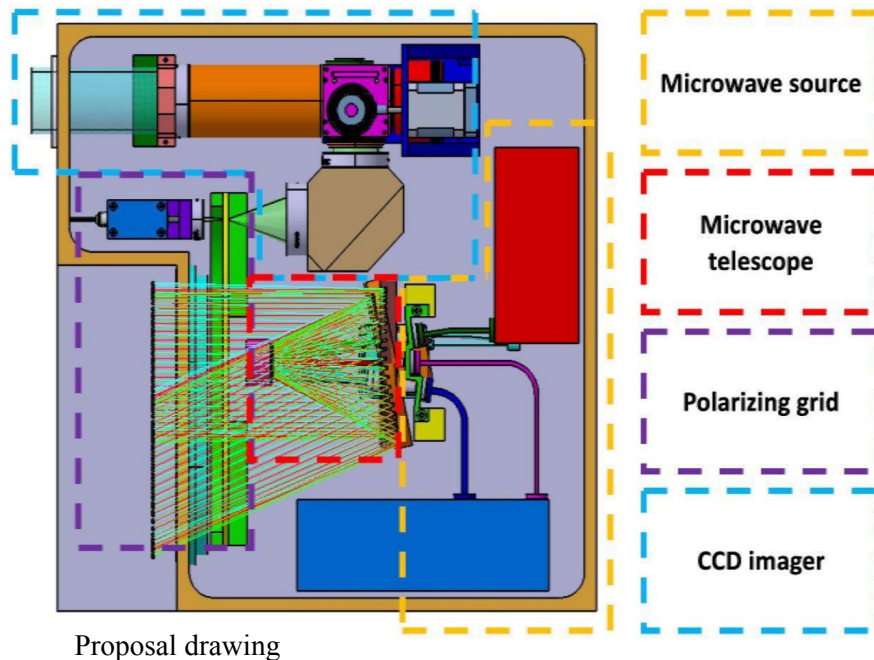 Microwave source
Microwave
telescope
Polarizing grid
CCD imager
Proposal drawing